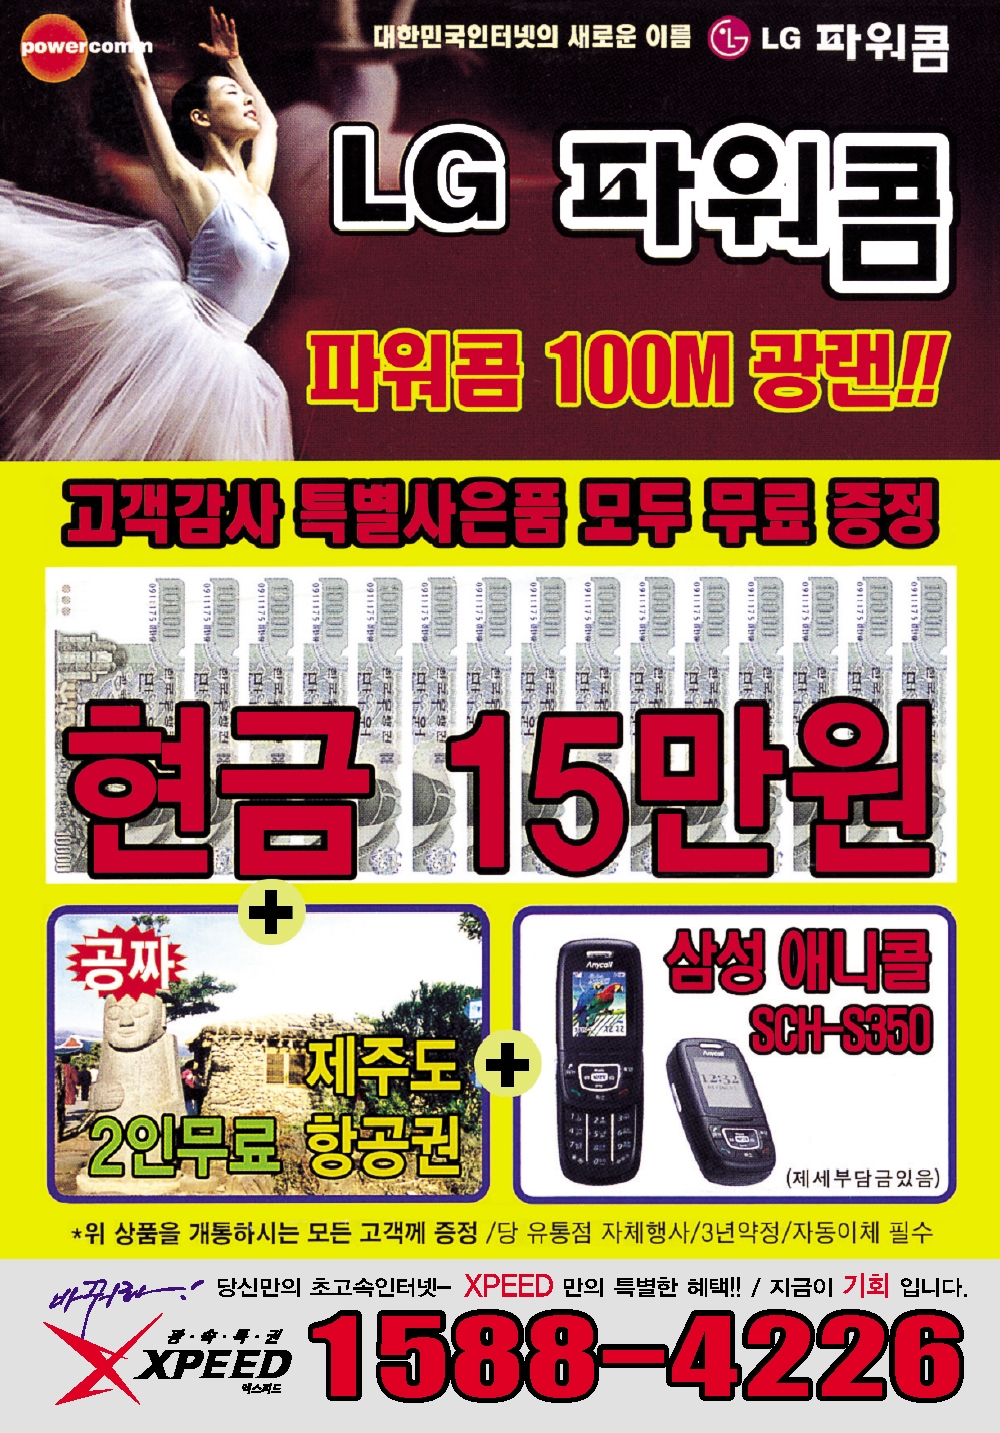 powercomm
대한민국인터넷의 새로운 이름 LG 파워콤
LG 파워콤
파워콤 100M 광랜!!
고객감사 특별사은품 모두 무료 증정
현금 15만원
+
공짜
제주도
2인무료 항공권
+
삼성 애니콜
SCH-S350
Anycall
Anycall
12:32
(제세부담금있음)
*위 상품을 개통하시는 모든 고객께 증정 /당 유통점 자체행사/3년약정/자동이체 필수
바꿔라~!
당신만의 초고속인터넷- XPEED 만의 특별한 혜택!! / 지금이 기회 입니다.
광·속·특·권
XPEED
엑스피드
1588-4226